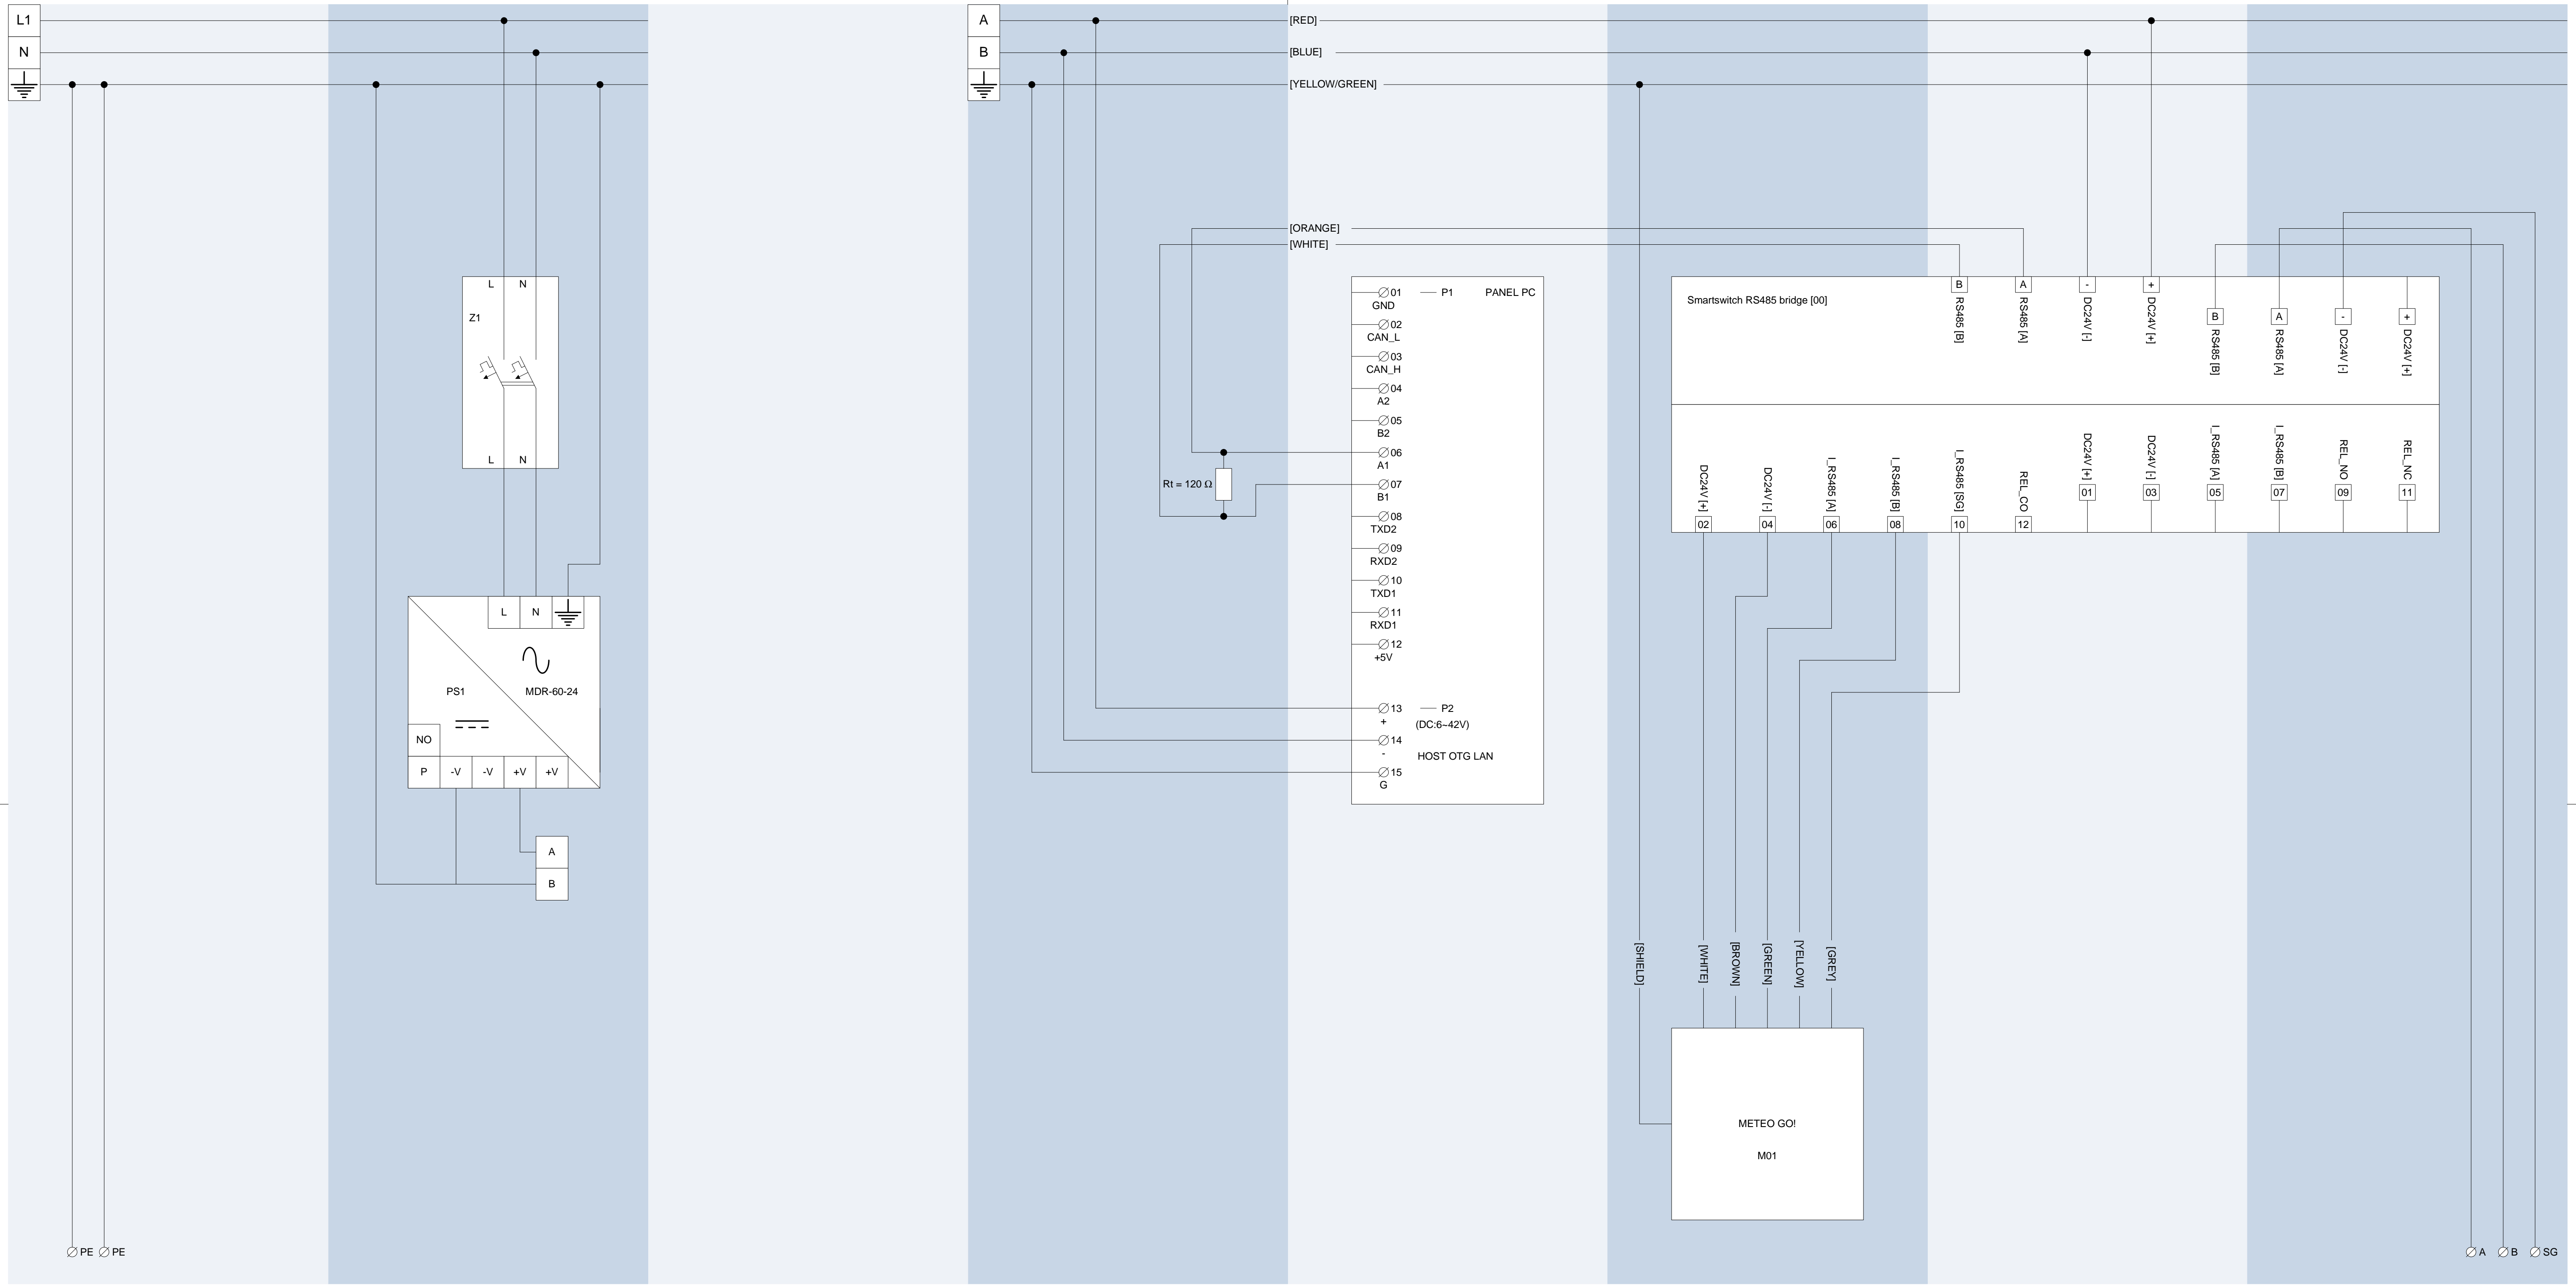 L1
N
A
B
[RED]
[BLUE]
[YELLOW/GREEN]
[ORANGE]
[WHITE]
L N
Z1
L N
L N
PS1 MDR-60-24
NO
P -V -V +V +V
A
B
PE PE
Rt = 120 Ω
01 P1 PANEL PC
GND
02
CAN_L
03
CAN_H
04
A2
05
B2
06
A1
07
B1
08
TXD2
09
RXD2
10
TXD1
11
RXD1
12
+5V
13 P2
+ (DC:6~42V)
14
- HOST OTG LAN
15
G
Smartswitch RS485 bridge [00]
B A - +
RS485 [B]
RS485 [A]
DC24V [-]
DC24V [+]
B A - +
RS485 [B]
RS485 [A]
DC24V [-]
DC24V [+]
DC24V [+]
DC24V [-]
I_RS485 [A]
I_RS485 [B]
I_RS485 [SG]
REL_CO
DC24V [+]
DC24V [-]
I_RS485 [A]
I_RS485 [B]
REL_NO
REL_NC
01 03 05 07 09 11
02 04 06 08 10 12
[SHIELD]
[WHITE]
[BROWN]
[GREEN]
[YELLOW]
[GREY]
METEO GO!
M01
A B SG